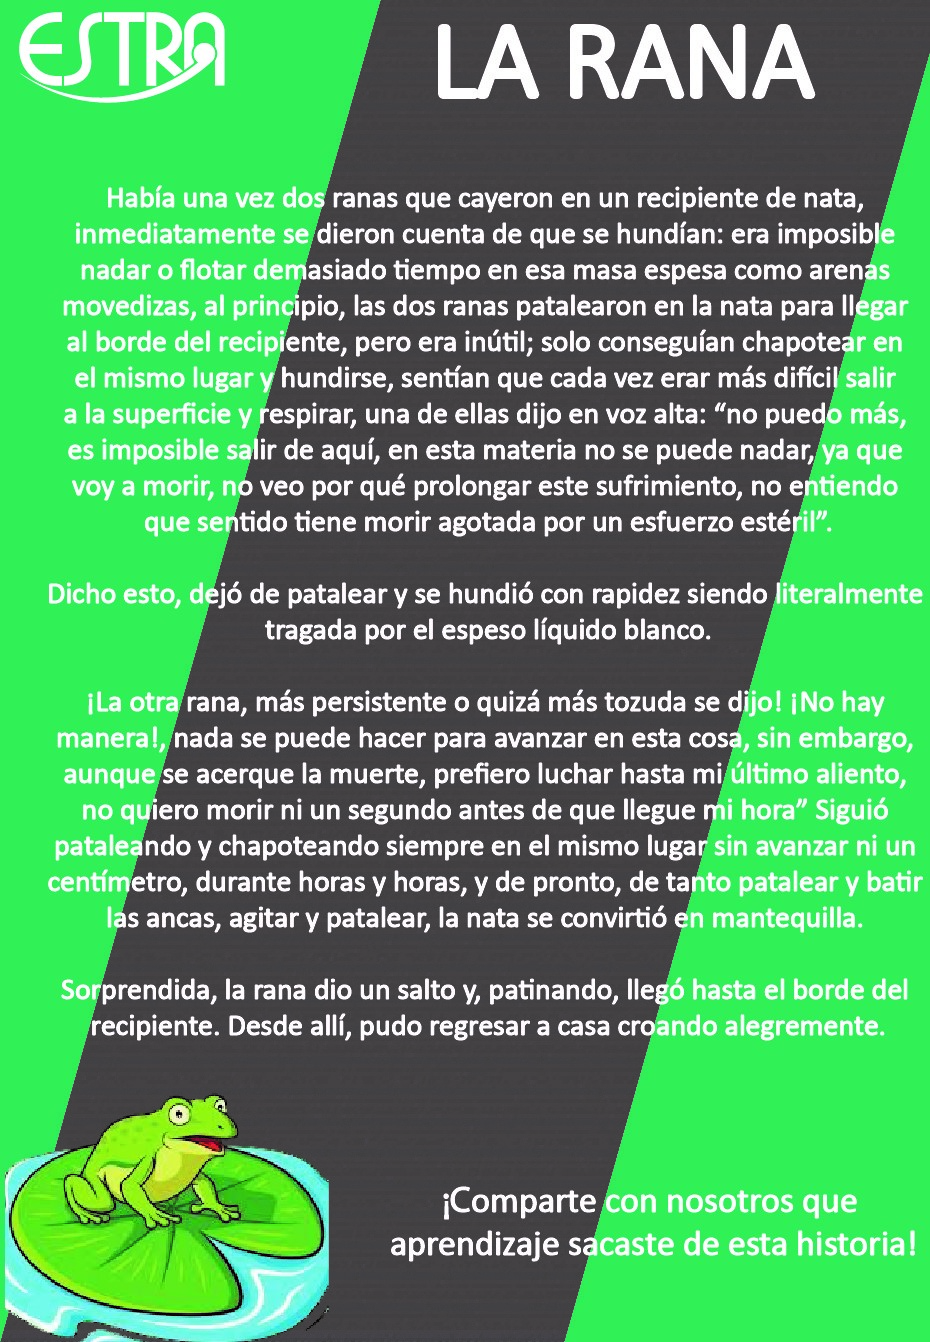 ESTRA
LA RANA
Había una vez dos ranas que cayeron en un recipiente de nata,
inmediatamente se dieron cuenta de que se hundían: era imposible
nadar o flotar demasiado tiempo en esa masa espesa como arenas
movedizas, al principio, las dos ranas patalearon en la nata para llegar
al borde del recipiente, pero era inútil; solo conseguían chapotear en
el mismo lugar y hundirse, sentían que cada vez erar más difícil salir
a la superficie y respirar, una de ellas dijo en voz alta: “no puedo más,
es imposible salir de aquí, en esta materia no se puede nadar, ya que
voy a morir, no veo por qué prolongar este sufrimiento, no entiendo
que sentido tiene morir agotada por un esfuerzo estéril”.
Dicho esto, dejó de patalear y se hundió con rapidez siendo literalmente
tragada por el espeso líquido blanco.
¡La otra rana, más persistente o quizá más tozuda se dijo! ¡No hay
manera!, nada se puede hacer para avanzar en esta cosa, sin embargo,
aunque se acerque la muerte, prefiero luchar hasta mi último aliento,
no quiero morir ni un segundo antes de que llegue mi hora” Siguió
pataleando y chapoteando siempre en el mismo lugar sin avanzar ni un
centímetro, durante horas y horas, y de pronto, de tanto patalear y batir
las ancas, agitar y patalear, la nata se convirtió en mantequilla.
Sorprendida, la rana dio un salto y, patinando, llegó hasta el borde del
recipiente. Desde allí, pudo regresar a casa croando alegremente.
¡Comparte con nosotros que
aprendizaje sacaste de esta historia!